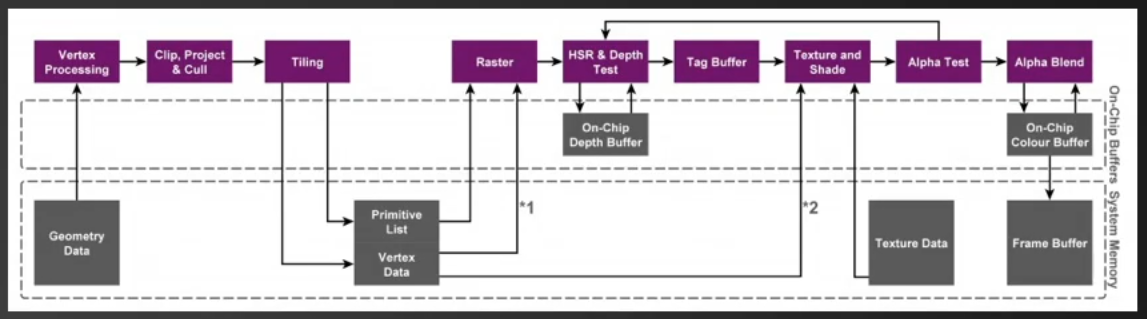 Vertex
Processing
Clip, Project
& Cull
Tiling
Raster
HSR & Depth
Test
Tag Buffer
Texture and
Shade
Alpha Test
Alpha Blend
On-Chip
Depth Buffer
On-Chip
Colour Buffer
On-Chip Buffers
Geometry
Data
Primitive
List
Vertex
Data
*1
*2
Texture Data
Frame Buffer
System Memory